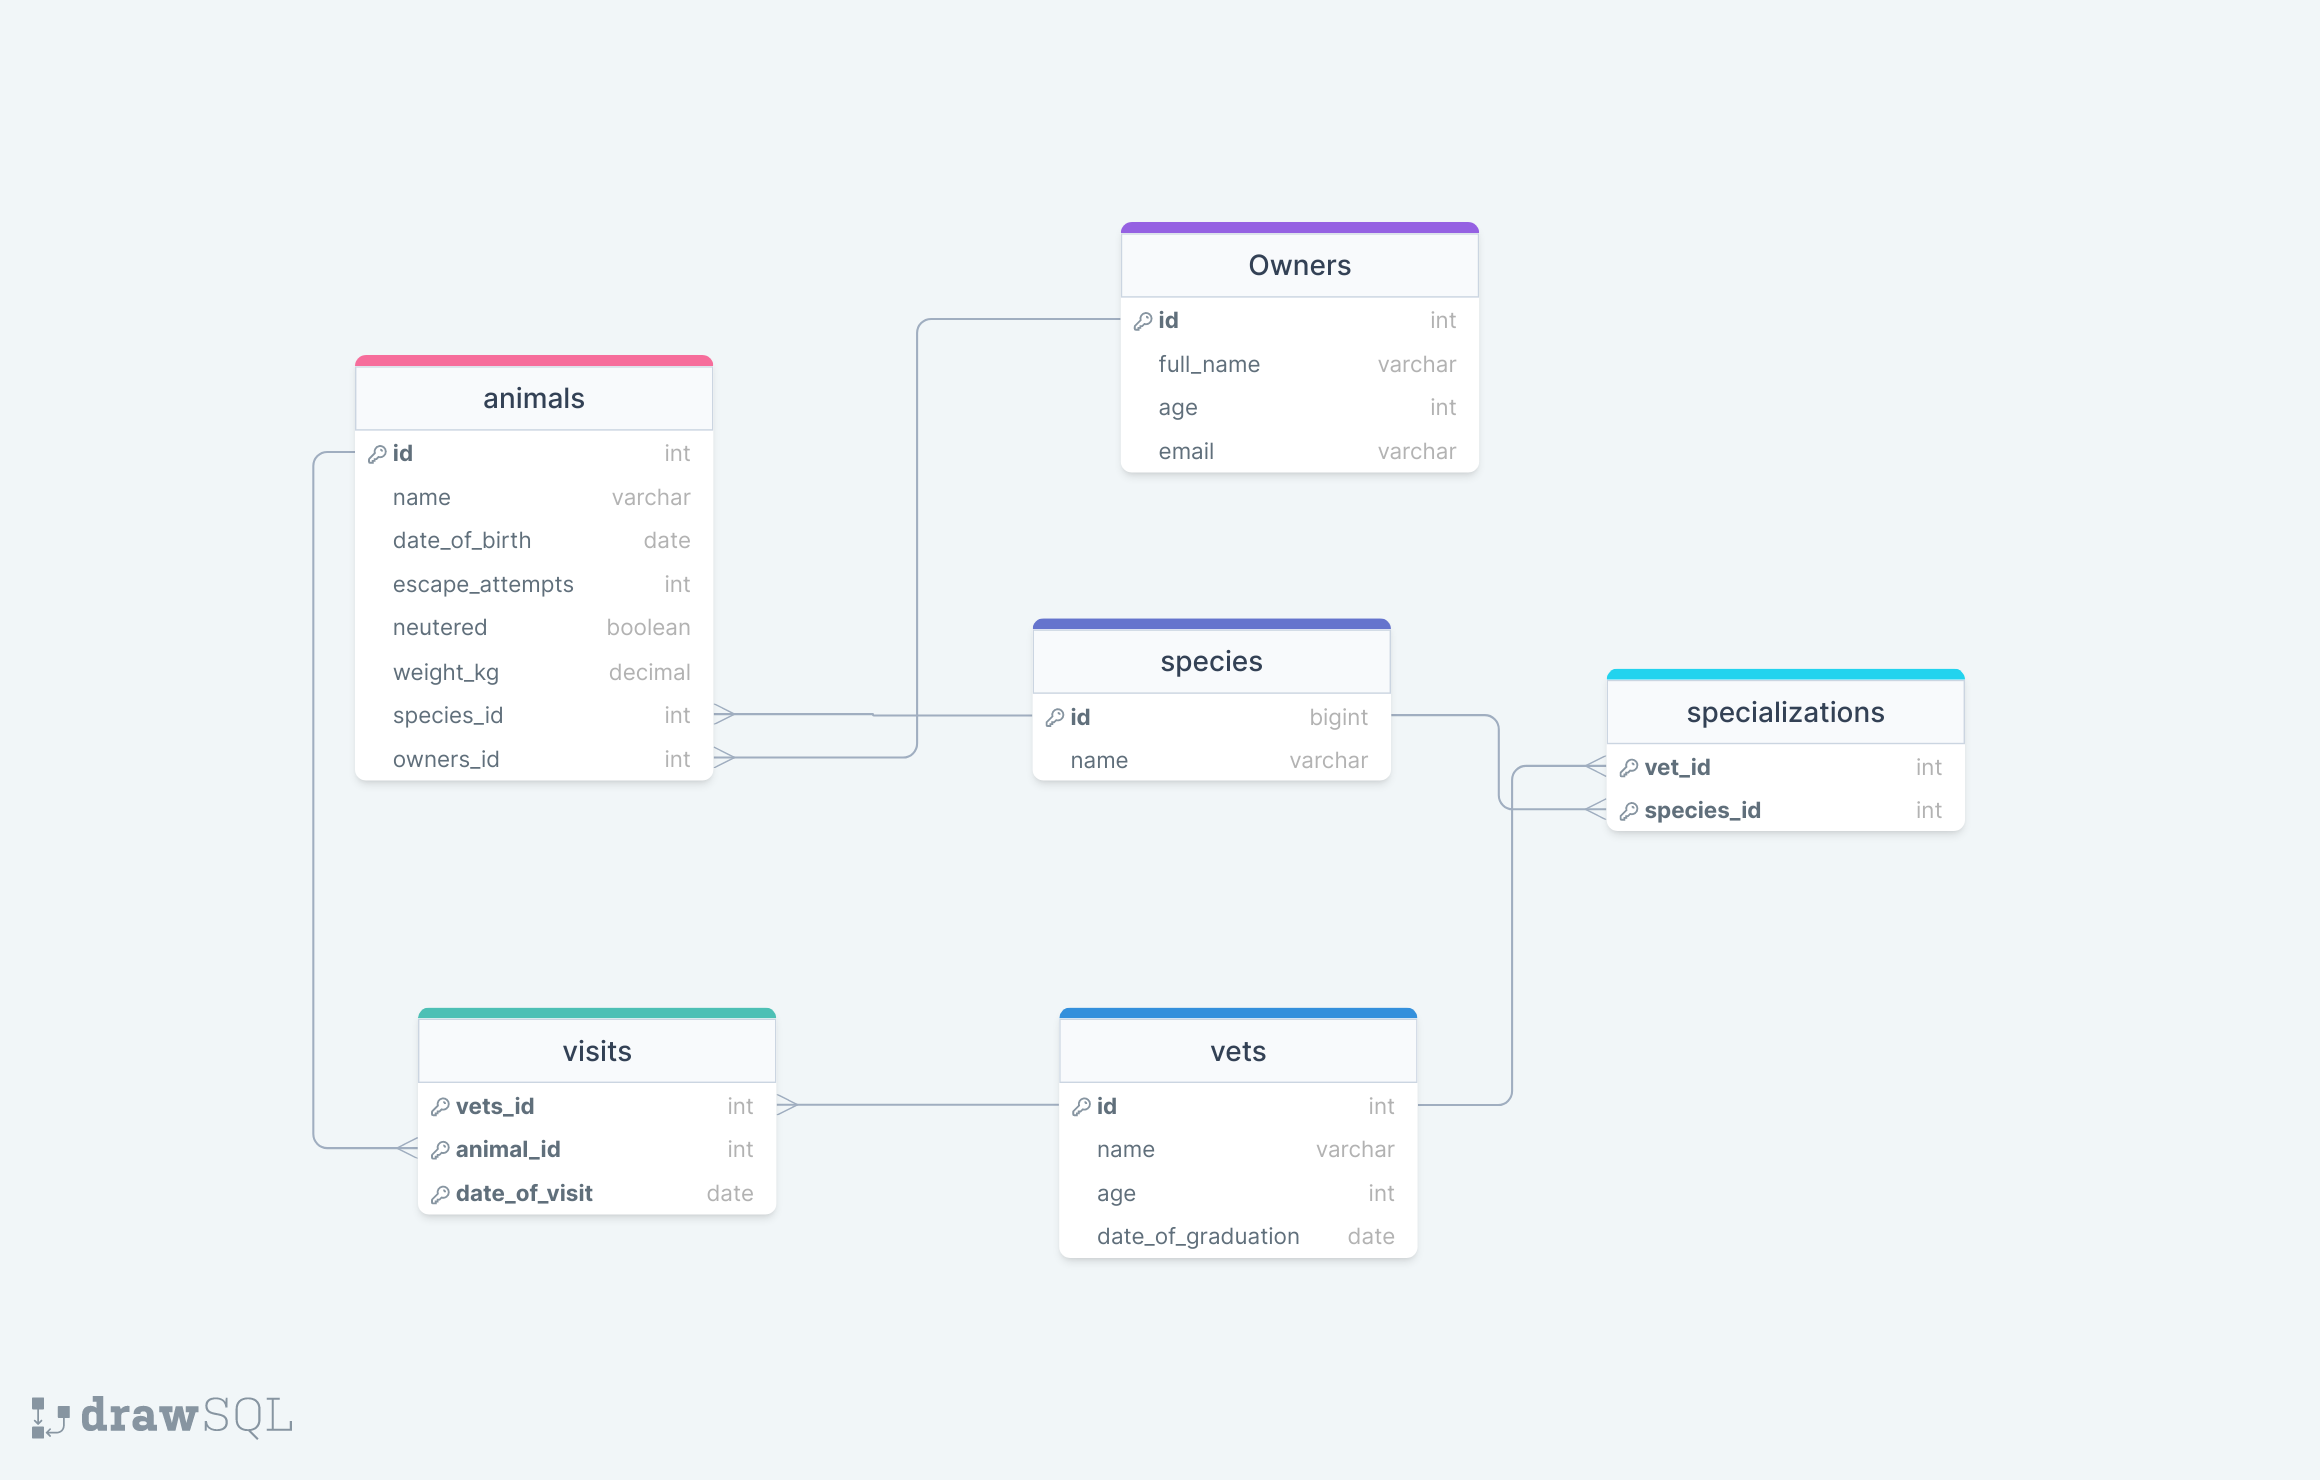 Owners
id int
full_name varchar
age int
email varchar
animals
id int
name varchar
date_of_birth date
escape_attempts int
neutered boolean
weight_kg decimal
species_id int
owners_id int
species
id bigint
name varchar
specializations
vet_id int
species_id int
visits
vets_id int
animal_id int
date_of_visit date
vets
id int
name varchar
age int
date_of_graduation date
drawSQL